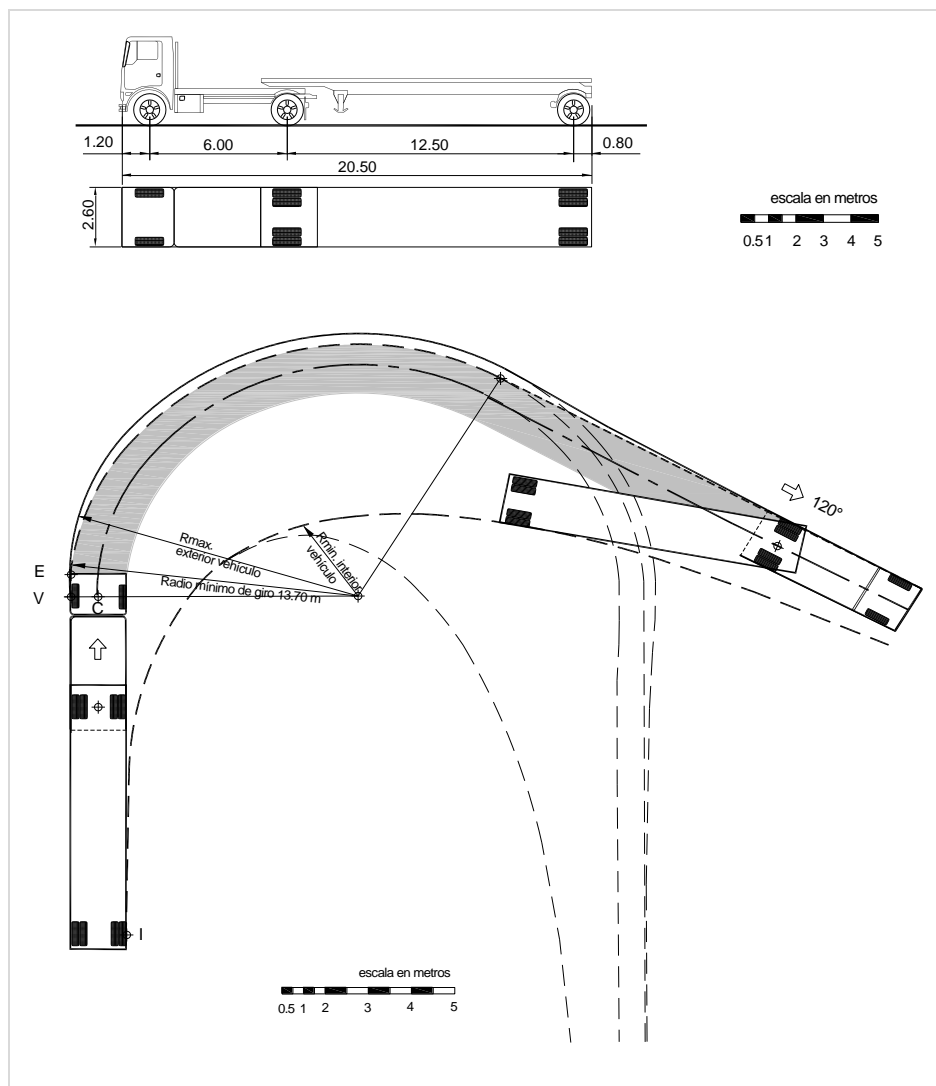 1.20
6.00
12.50
0.80
20.50
2.60
escala en metros
0.5 1 2 3 4 5
120°
Rmax.
exterior vehículo
Rmin. interior
vehículo
E
Radio mínimo de giro 13.70 m
V
C
I
escala en metros
0.5 1 2 3 4 5